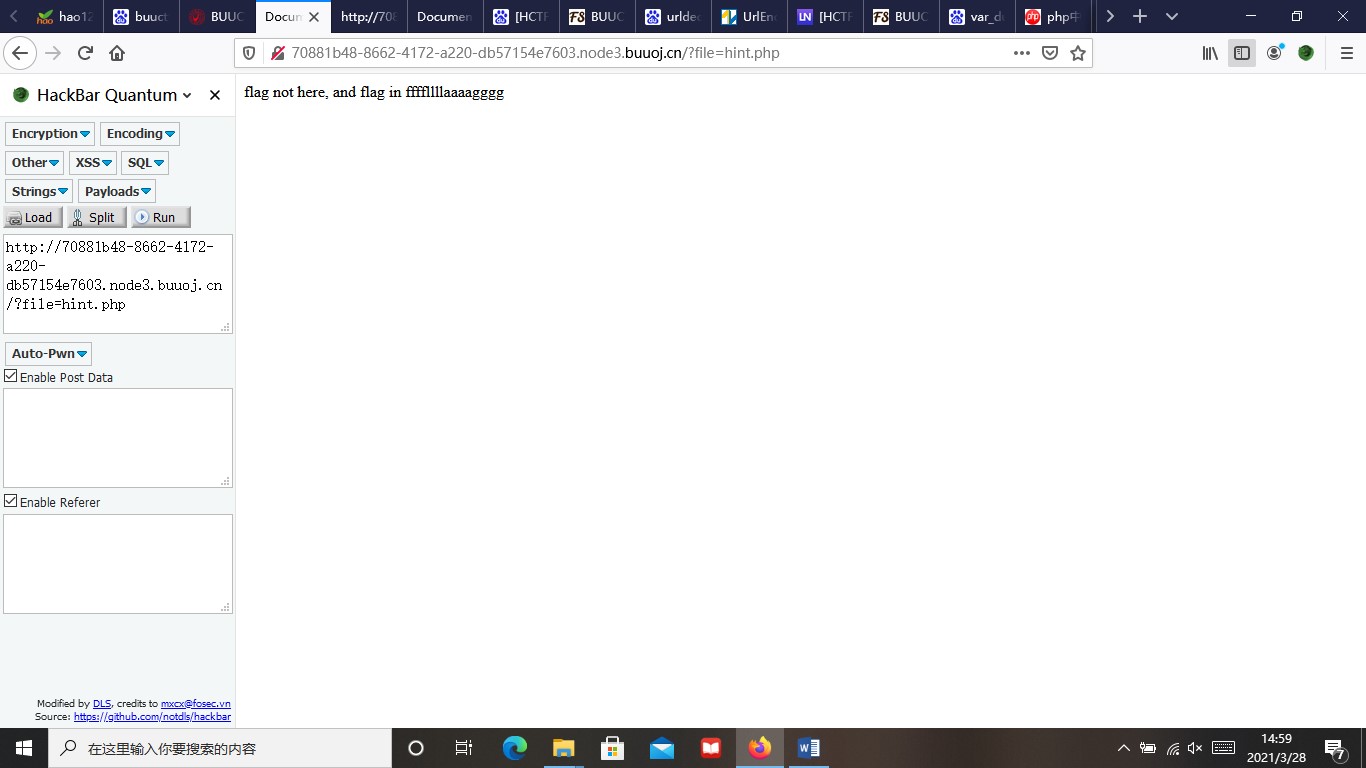 hao12
buuct
BUUC
Docum
http://708
Documen
[HCTF
BUUC
urldec
UrlEn
[HCTF
BUUC
var_du
php中
70881b48-8662-4172-a220-db57154e7603.node3.buuoj.cn/?file=hint.php
HackBar Quantum
flag not here, and flag in ffffllllaaaagggg
Encryption Encoding
Other XSS SQL
Strings Payloads
Load Split Run
http://70881b48-8662-4172-
a220-
db57154e7603.node3.buuoj.cn
/?file=hint.php
Auto-Pwn
Enable Post Data
Enable Referer
Modified by DLS, credits to mxcx@fosec.vn
Source: https://github.com/notdls/hackbar
在这里输入你要搜索的内容
14:59
2021/3/28
7